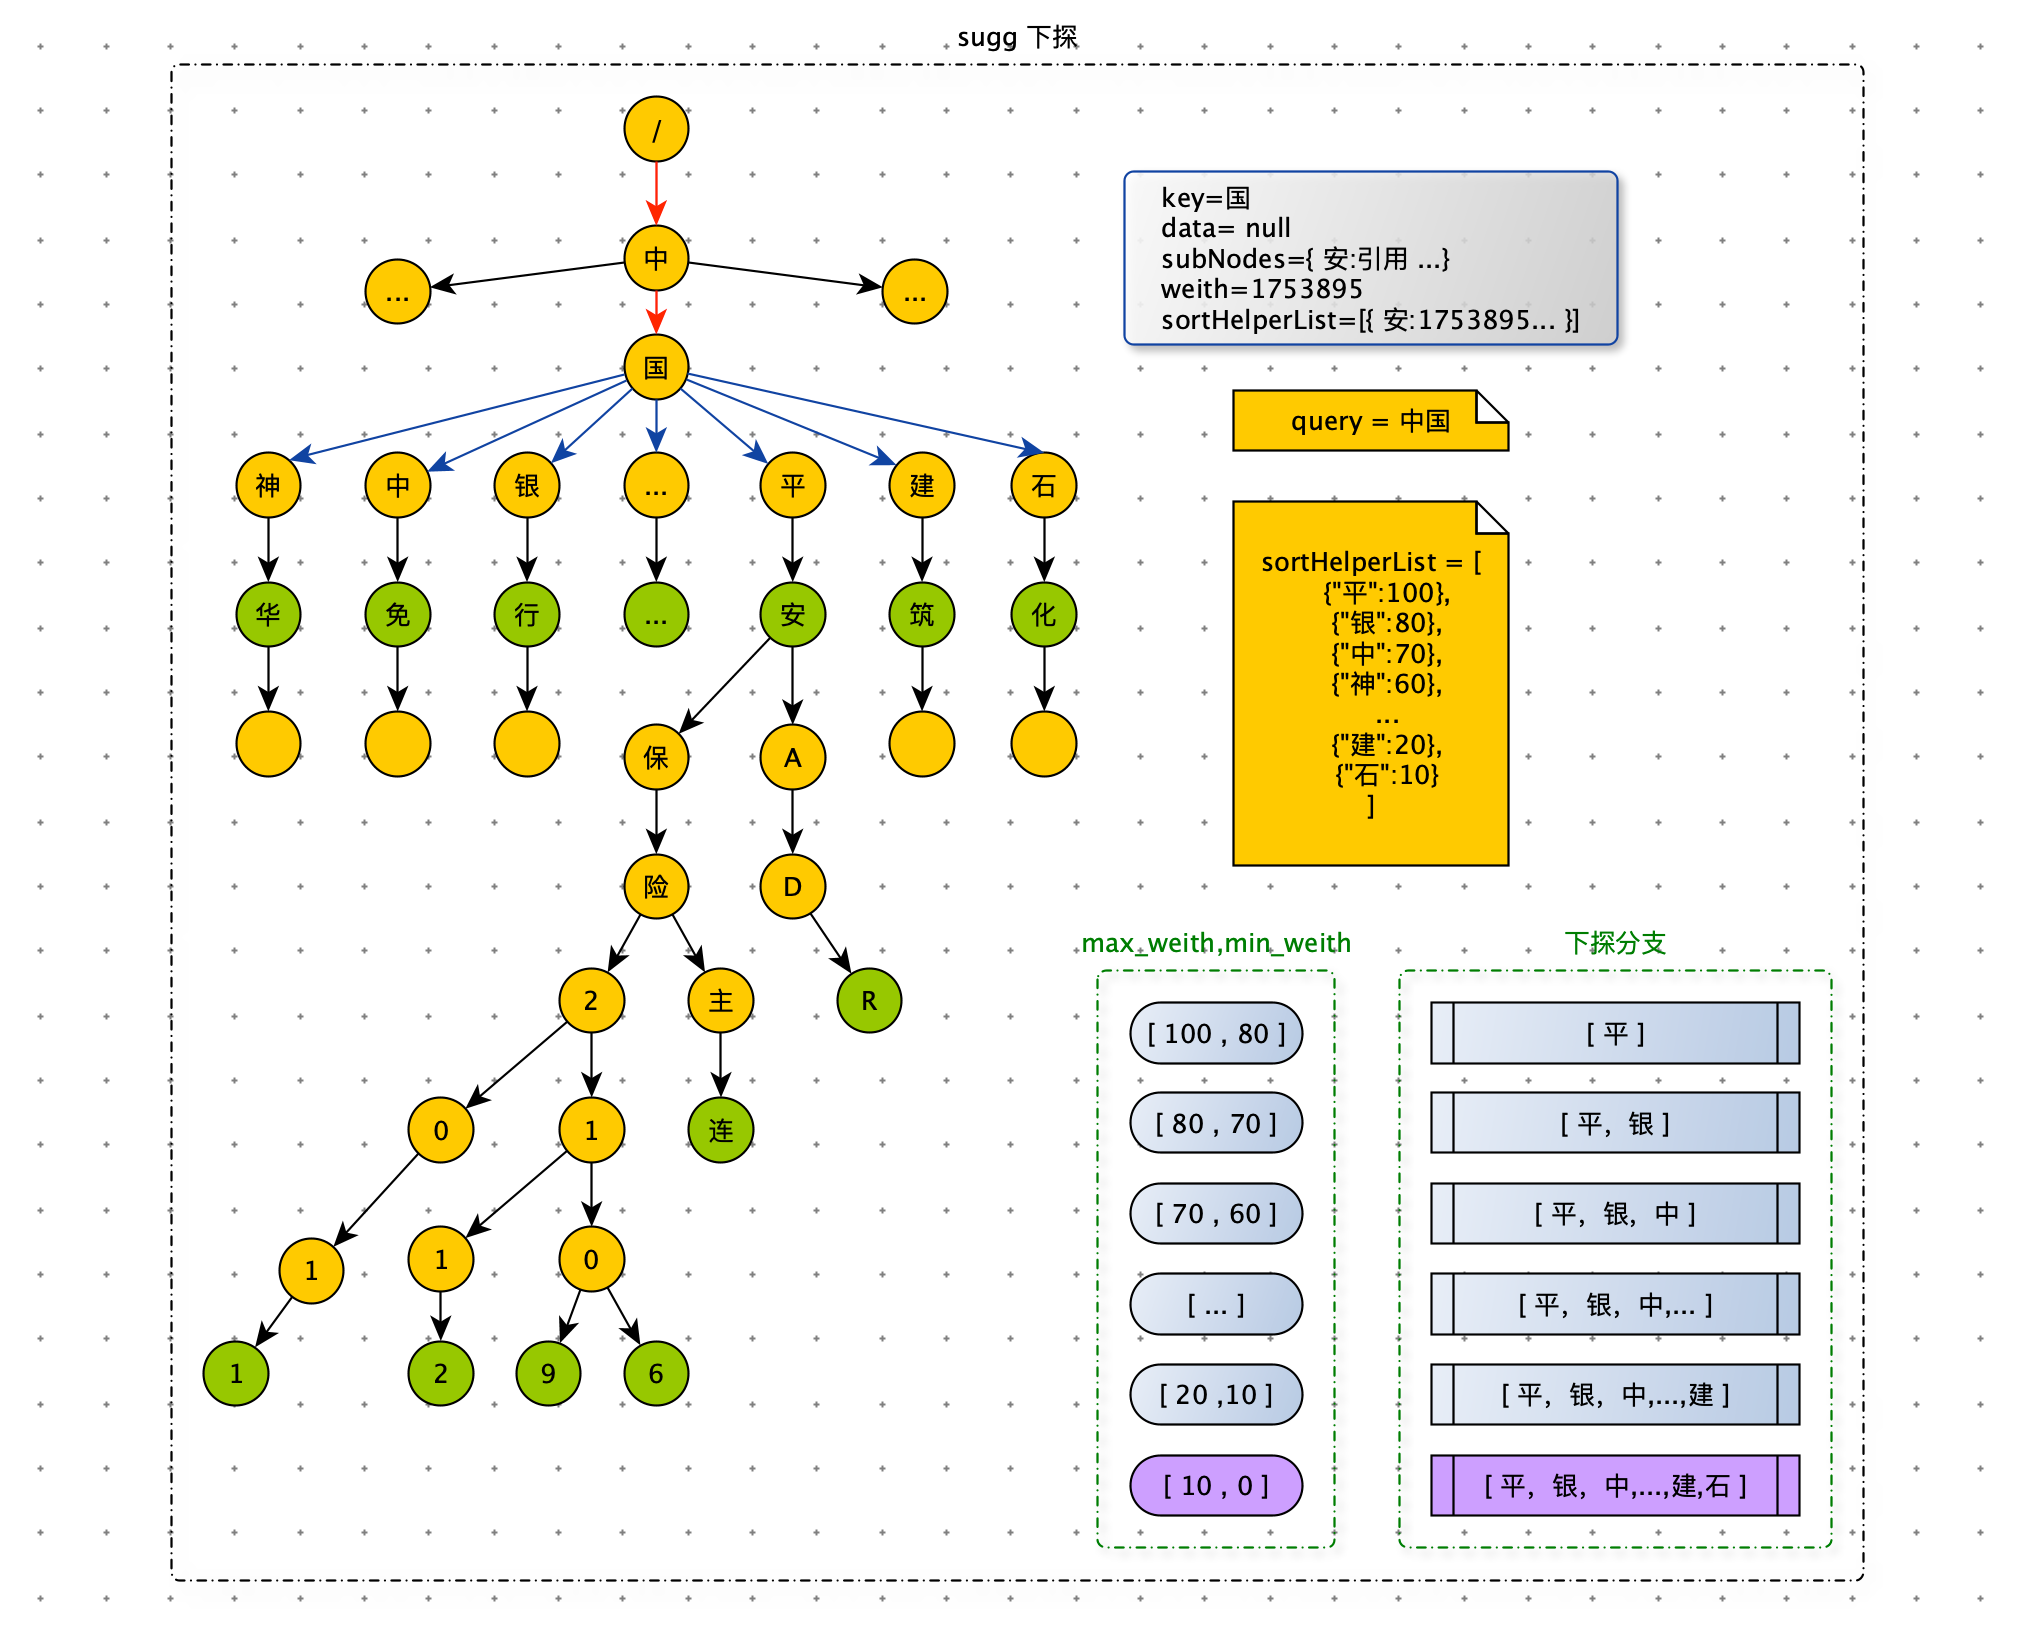 sugg 下探
/
中
...
...
国
神
中
银
...
平
建
石
华
免
行
...
安
筑
化
保
A
险
D
2
主
R
0
1
连
1
1
0
1
2
9
6
key=国
data= null
subNodes={ 安:引用 ...}
weith=1753895
sortHelperList=[{ 安:1753895... }]
query = 中国
sortHelperList = [
{"平":100},
{"银":80},
{"中":70},
{"神":60},
...
{"建":20},
{"石":10}
]
max_weith,min_weith
下探分支
[ 100 , 80 ]
[ 平 ]
[ 80 , 70 ]
[ 平，银 ]
[ 70 , 60 ]
[ 平，银，中 ]
[ ... ]
[ 平，银，中,... ]
[ 20 ,10 ]
[ 平，银，中,...,建 ]
[ 10 , 0 ]
[ 平，银，中,...,建,石 ]